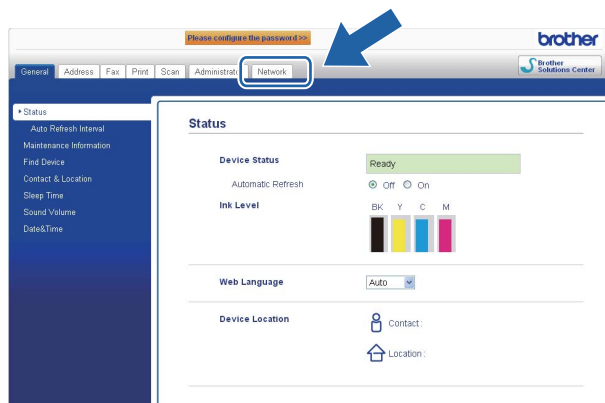 Please configure the password >>
brother
General Address Fax Print Scan Administrator Network
Brother
Solutions Center
Status
Auto Refresh Interval
Maintenance Information
Find Device
Contact & Location
Sleep Time
Sound Volume
Date&Time
Status
Device Status Ready
Automatic Refresh Off On
Ink Level BK Y C M
Web Language Auto
Device Location Contact :
Location :